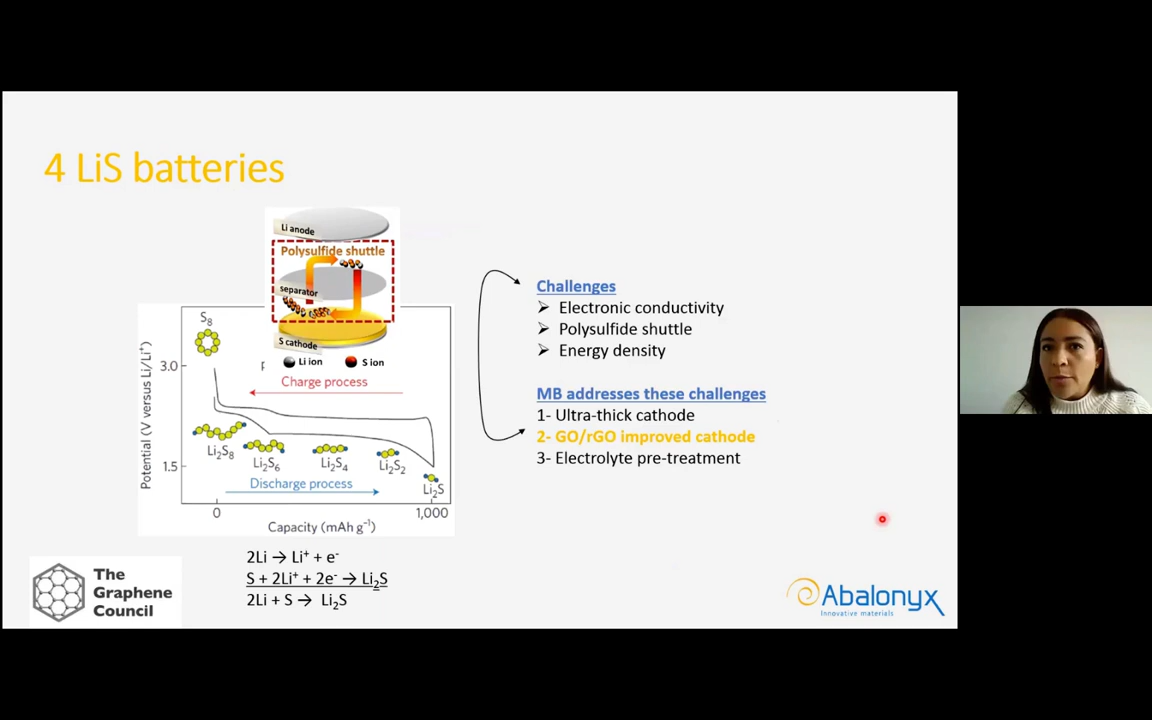 4 LiS batteries
Li anode
Polysulfide shuttle
separator
S cathode
Li ion
S ion
S₈
3.0
1.5
Potential (V versus Li/Li⁺)
Charge process
Li₂S₈
Li₂S₆
Li₂S₄
Li₂S₂
Li₂S
Discharge process
0
1,000
Capacity (mAh g⁻¹)
2Li → Li⁺ + e⁻
S + 2Li⁺ + 2e⁻ → Li₂S
2Li + S → Li₂S
Challenges
➢ Electronic conductivity
➢ Polysulfide shuttle
➢ Energy density
MB addresses these challenges
1- Ultra-thick cathode
2- GO/rGO improved cathode
3- Electrolyte pre-treatment
The
Graphene
Council
Abalonyx
Innovative materials